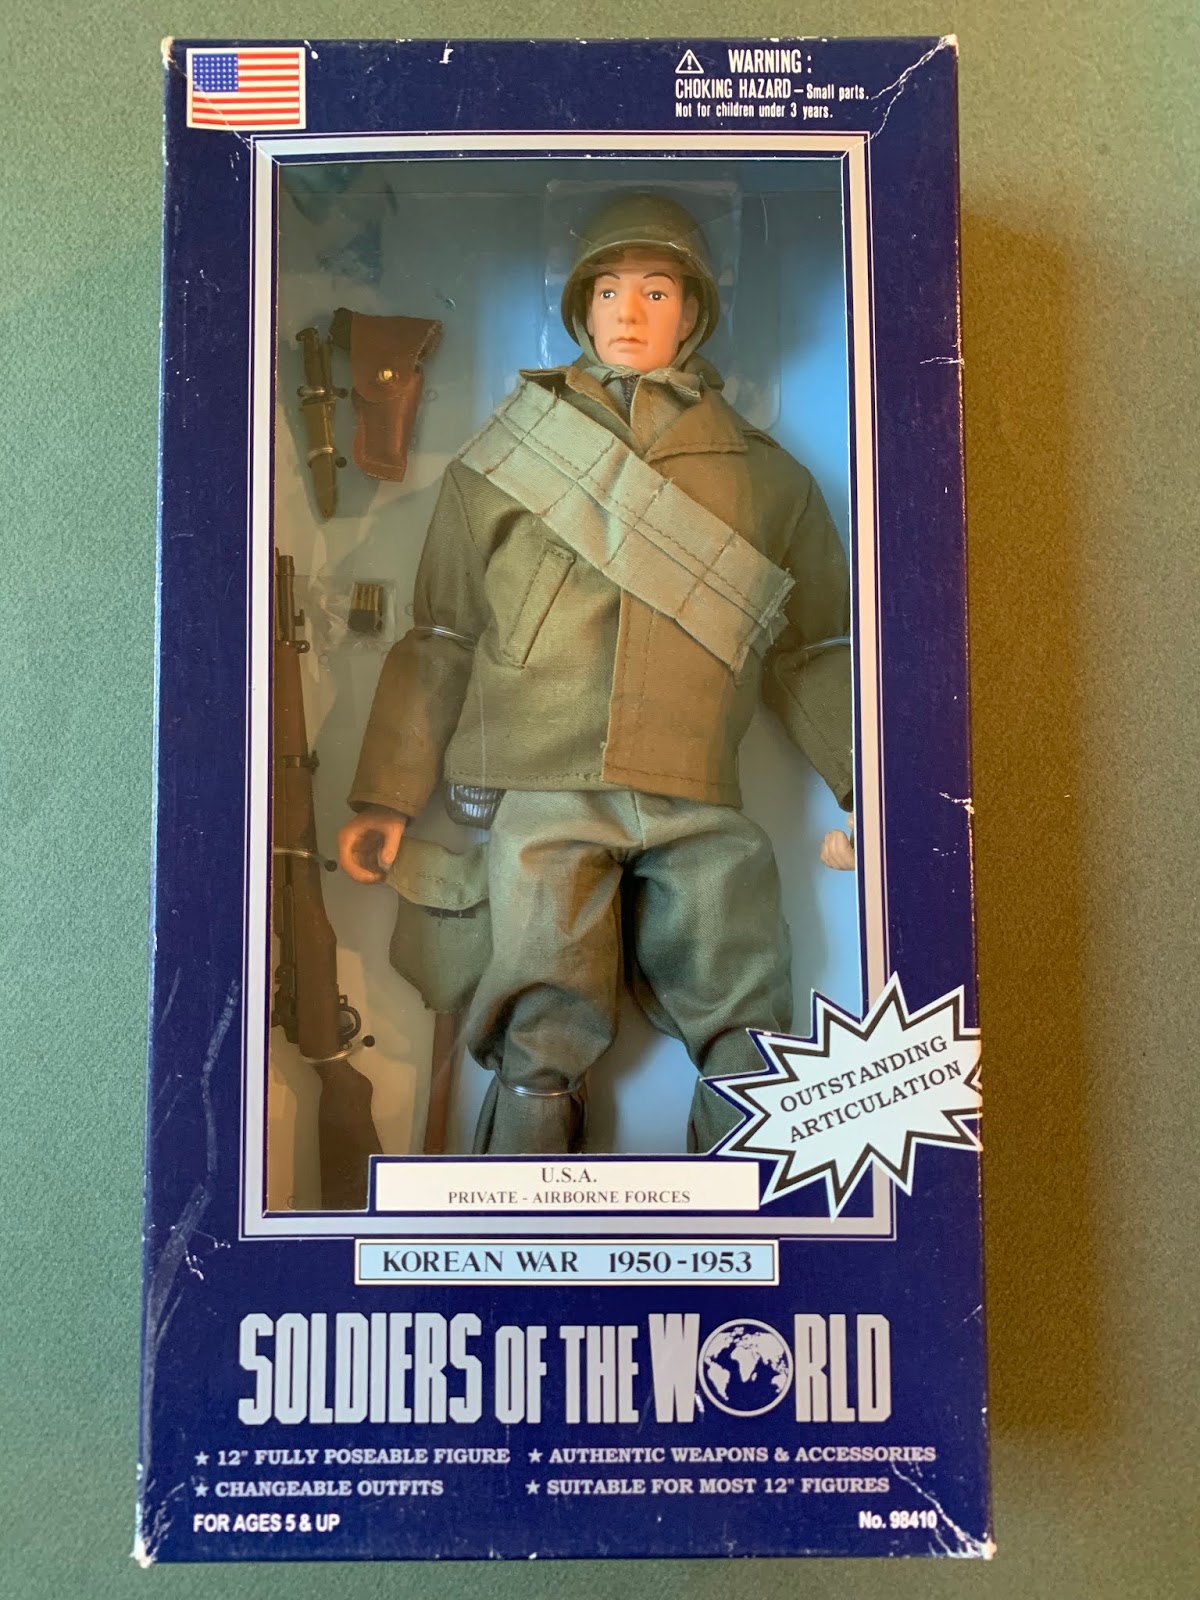 ⚠ WARNING:
CHOKING HAZARD – Small parts.
Not for children under 3 years.
OUTSTANDING
ARTICULATION
U.S.A.
PRIVATE - AIRBORNE FORCES
KOREAN WAR 1950-1953
SOLDIERS OF THE WORLD
★ 12" FULLY POSEABLE FIGURE ★ AUTHENTIC WEAPONS & ACCESSORIES
★ CHANGEABLE OUTFITS ★ SUITABLE FOR MOST 12" FIGURES
FOR AGES 5 & UP No. 98410